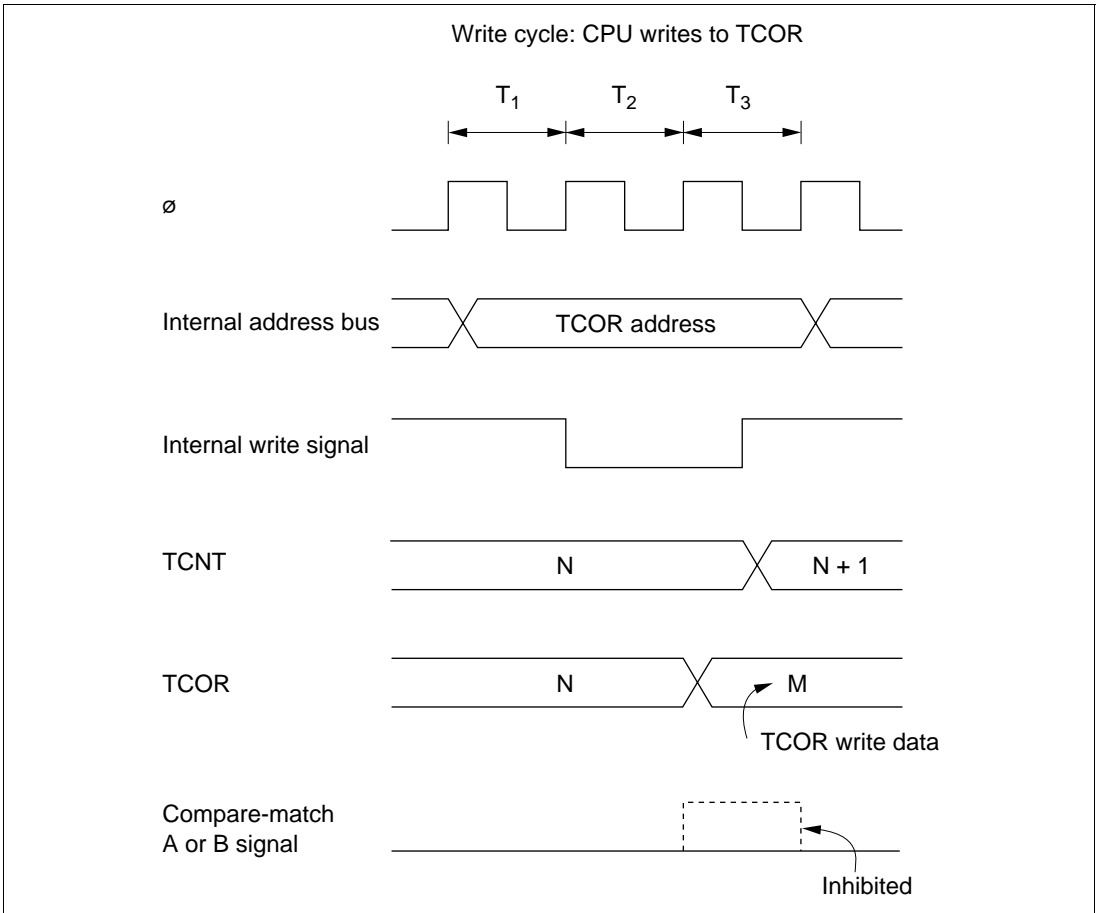 Write cycle: CPU writes to TCOR
T1 T2 T3
ø
Internal address bus
TCOR address
Internal write signal
TCNT
N
N + 1
TCOR
N
M
TCOR write data
Compare-match
A or B signal
Inhibited